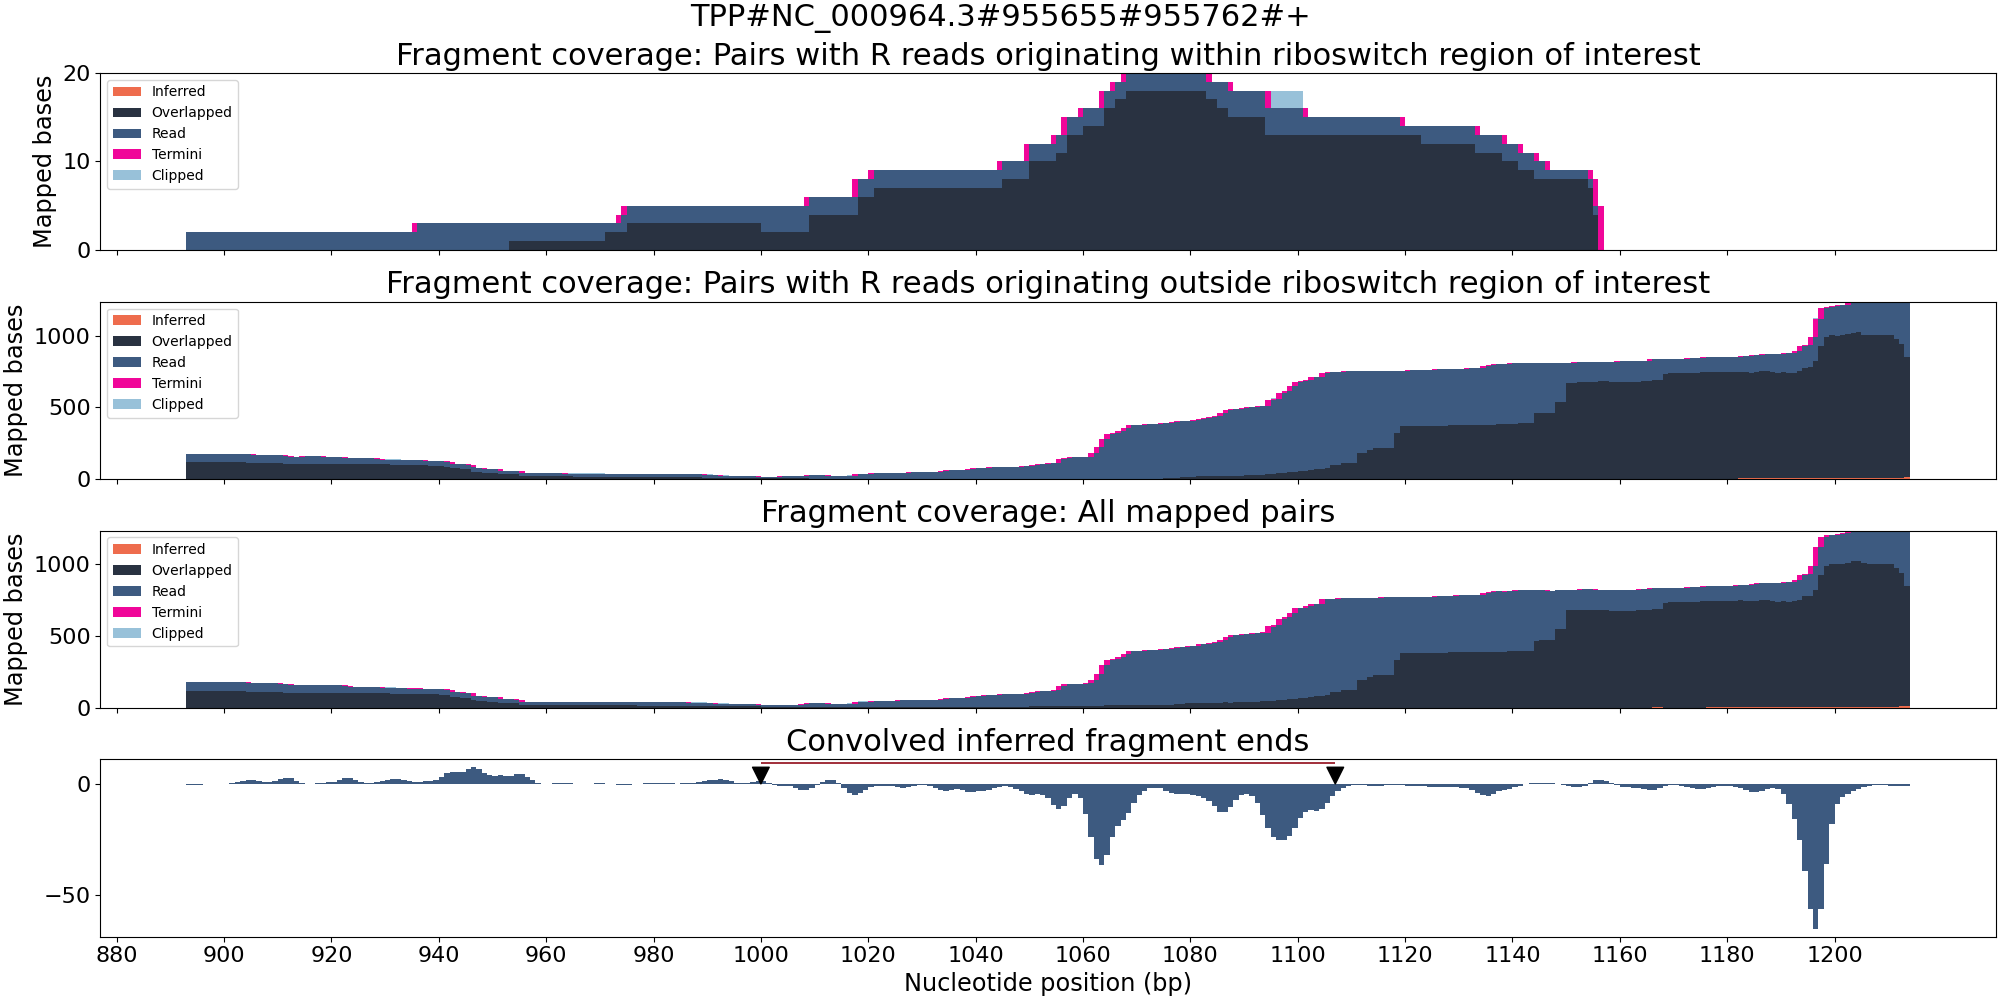 TPP#NC_000964.3#955655#955762#+
Fragment coverage: Pairs with R reads originating within riboswitch region of interest
Mapped bases
20
10
0
Inferred
Overlapped
Read
Termini
Clipped
Fragment coverage: Pairs with R reads originating outside riboswitch region of interest
Mapped bases
1000
500
0
Inferred
Overlapped
Read
Termini
Clipped
Fragment coverage: All mapped pairs
Mapped bases
1000
500
0
Inferred
Overlapped
Read
Termini
Clipped
Convolved inferred fragment ends
0
−50
880 900 920 940 960 980 1000 1020 1040 1060 1080 1100 1120 1140 1160 1180 1200
Nucleotide position (bp)